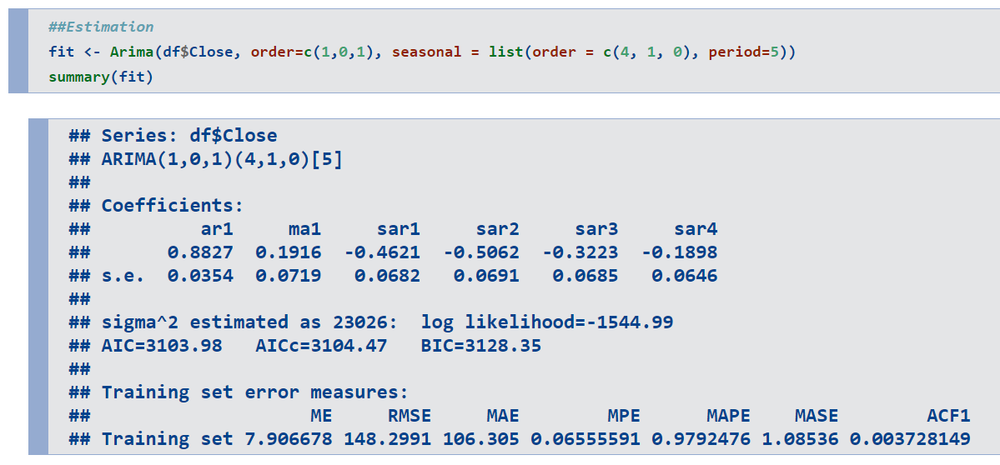 ##Estimation
fit <- Arima(df$Close, order=c(1,0,1), seasonal = list(order = c(4, 1, 0), period=5))
summary(fit)
## Series: df$Close
## ARIMA(1,0,1)(4,1,0)[5]
##
## Coefficients:
##          ar1     ma1     sar1     sar2     sar3     sar4
##       0.8827  0.1916  -0.4621  -0.5062  -0.3223  -0.1898
## s.e.  0.0354  0.0719   0.0682   0.0691   0.0685   0.0646
##
## sigma^2 estimated as 23026:  log likelihood=-1544.99
## AIC=3103.98   AICc=3104.47   BIC=3128.35
##
## Training set error measures:
##                    ME     RMSE     MAE        MPE      MAPE    MASE        ACF1
## Training set 7.906678 148.2991 106.305 0.06555591 0.9792476 1.08536 0.003728149